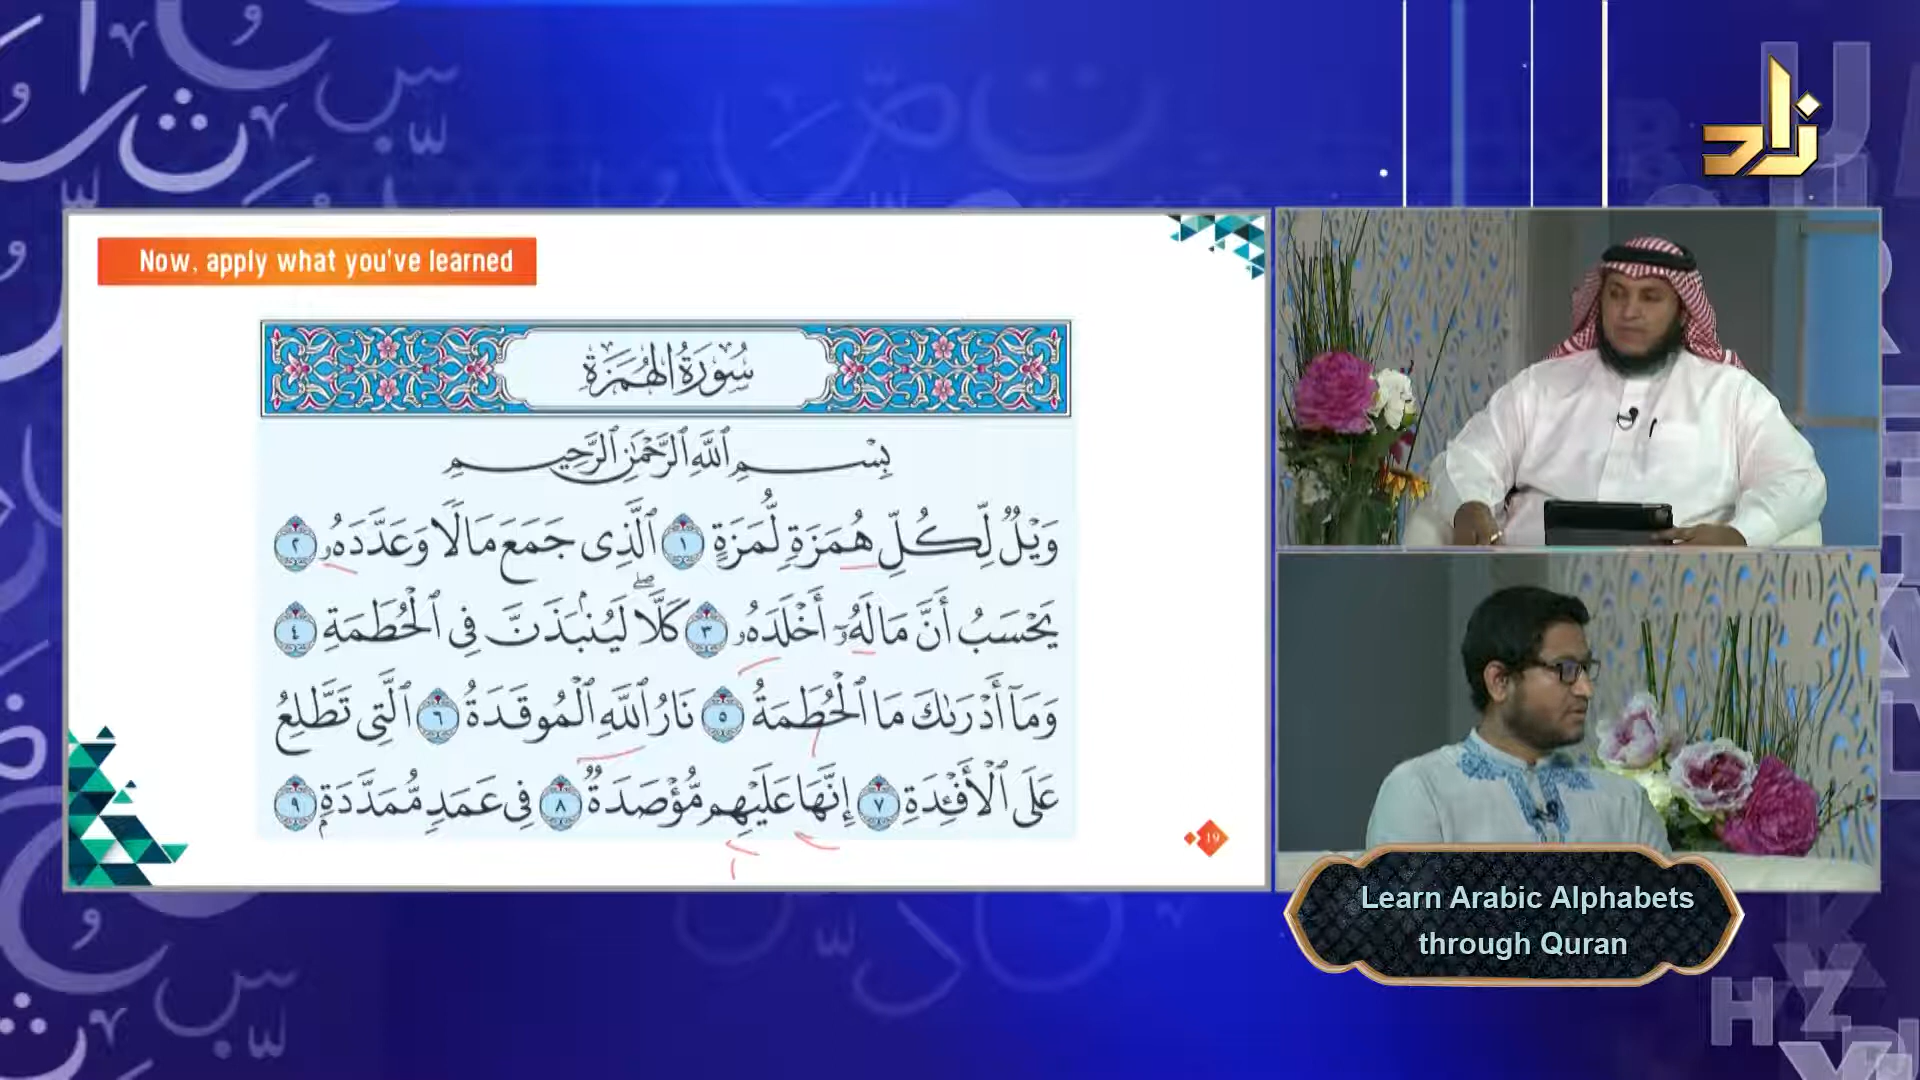 زاد
Now, apply what you've learned
سُورَةُ الهُمَزَةِ
بِسْمِ ٱللَّهِ ٱلرَّحْمَٰنِ ٱلرَّحِيمِ
وَيْلٌ لِّكُلِّ هُمَزَةٍ لُّمَزَةٍ ١ ٱلَّذِى جَمَعَ مَالًا وَعَدَّدَهُۥ ٢
يَحْسَبُ أَنَّ مَالَهُۥٓ أَخْلَدَهُۥ ٣ كَلَّا ۖ لَيُنۢبَذَنَّ فِى ٱلْحُطَمَةِ ٤
وَمَآ أَدْرَىٰكَ مَا ٱلْحُطَمَةُ ٥ نَارُ ٱللَّهِ ٱلْمُوقَدَةُ ٦ ٱلَّتِى تَطَّلِعُ
عَلَى ٱلْأَفْـِٔدَةِ ٧ إِنَّهَا عَلَيْهِم مُّؤْصَدَةٌ ٨ فِى عَمَدٍ مُّمَدَّدَةٍۭ ٩
19
Learn Arabic Alphabets
through Quran